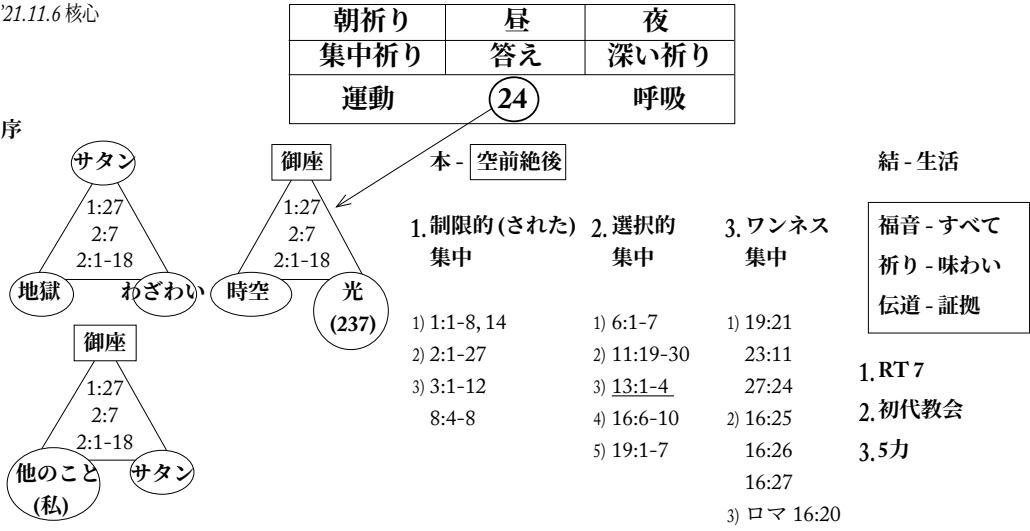 '21.11.6 核心
朝祈り 昼 夜
集中祈り 答え 深い祈り
運動 24 呼吸
序
サタン
1:27
2:7
2:1-18
地獄 わざわい
御座
1:27
2:7
2:1-18
時空 光
(237)
御座
1:27
2:7
2:1-18
他のこと サタン
(私)
本 - 空前絶後
1. 制限的 (された)
集中
1) 1:1-8, 14
2) 2:1-27
3) 3:1-12
8:4-8
2. 選択的
集中
1) 6:1-7
2) 11:19-30
3) 13:1-4
4) 16:6-10
5) 19:1-7
3. ワンネス
集中
1) 19:21
23:11
27:24
2) 16:25
16:26
16:27
3) ロマ 16:20
結 - 生活
福音 - すべて
祈り - 味わい
伝道 - 証拠
1. RT 7
2. 初代教会
3. 5力